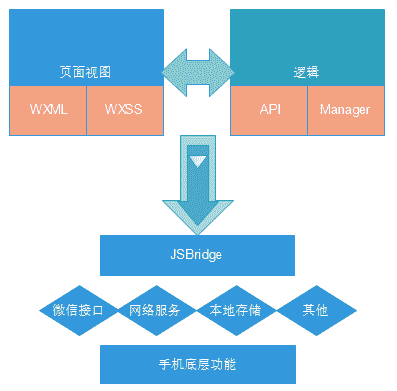 页面视图 逻辑
WXML WXSS API Manager
JSBridge
微信接口 网络服务 本地存储 其他
手机底层功能